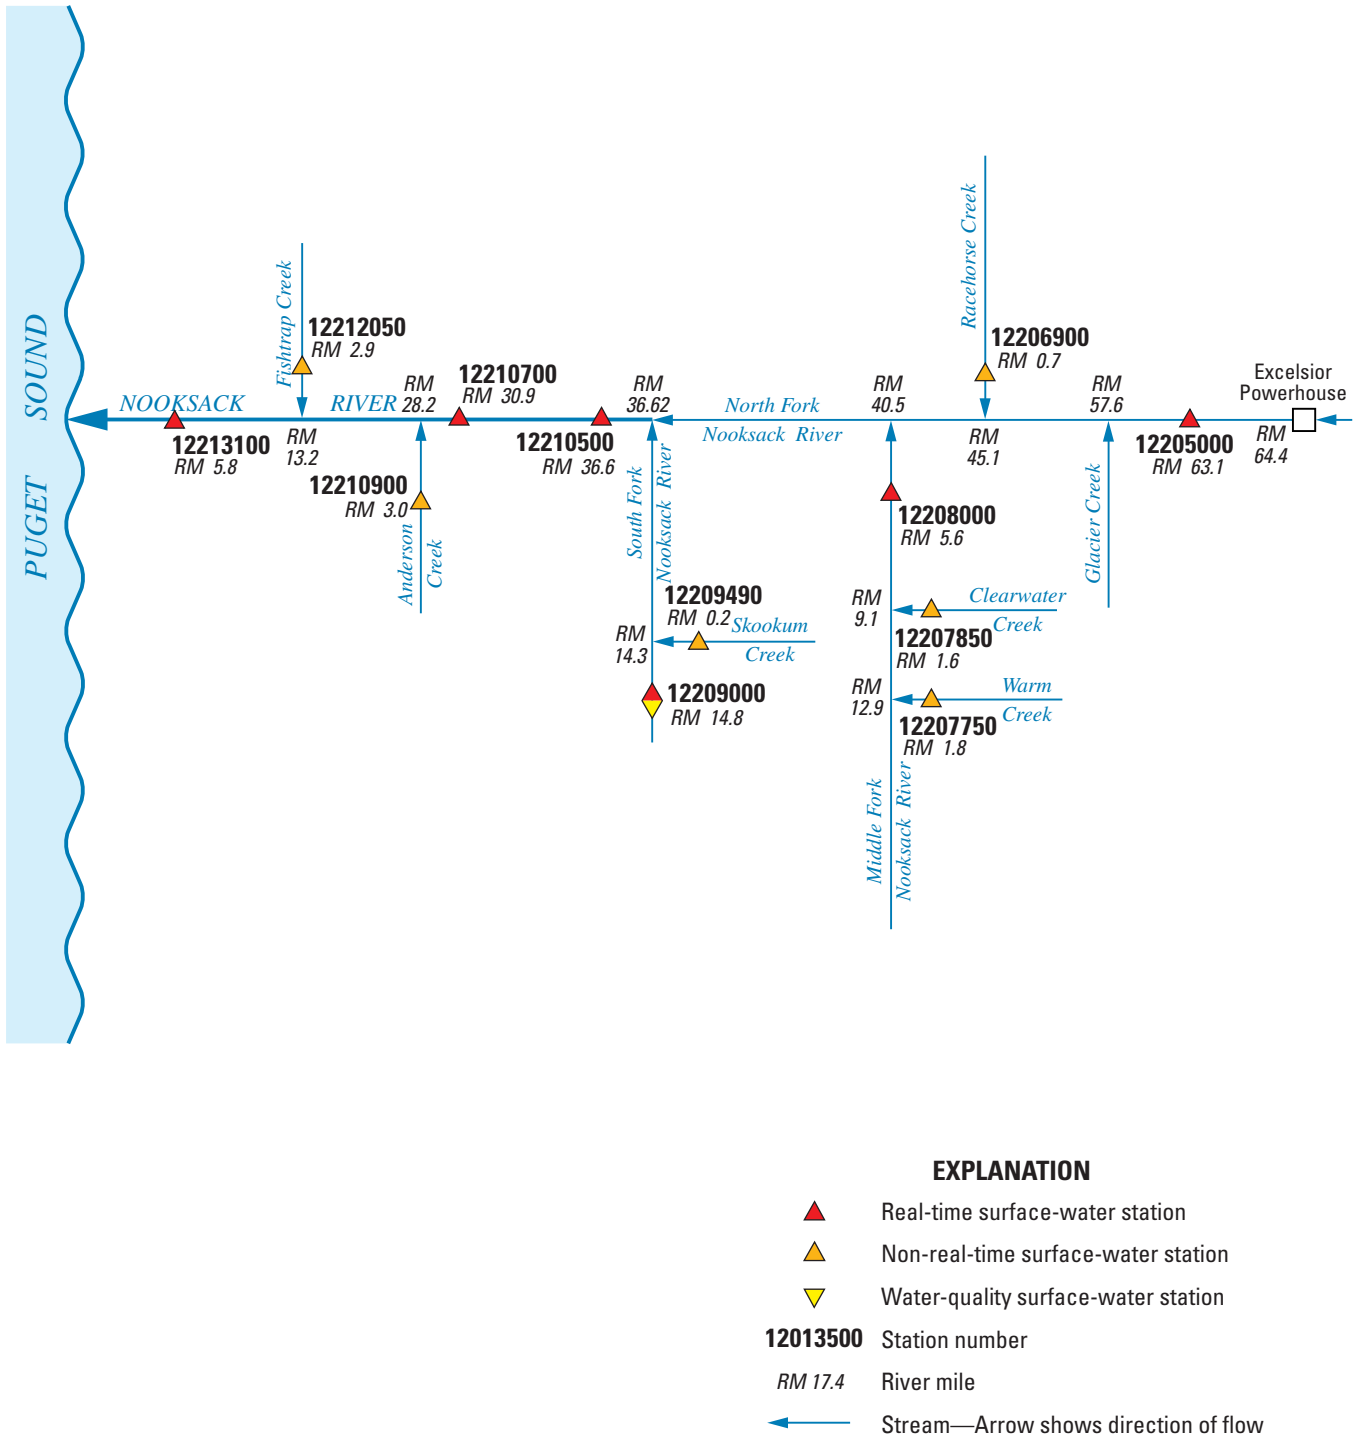 PUGET SOUND
Racehorse Creek
Fishtrap Creek
12212050
RM 2.9
12206900
RM 0.7
Excelsior
Powerhouse
12210700
RM 30.9
RM
28.2
RM
36.62
RM
40.5
RM
57.6
NOOKSACK RIVER
North Fork
Nooksack River
12213100
RM 5.8
RM
13.2
12210500
RM 36.6
RM
45.1
12205000
RM 63.1
RM
64.4
12210900
RM 3.0
Anderson
Creek
South Fork
Nooksack River
12208000
RM 5.6
Glacier Creek
12209490
RM 0.2
Skookum
Creek
RM
14.3
RM
9.1
Clearwater
Creek
12207850
RM 1.6
12209000
RM 14.8
RM
12.9
Warm
Creek
12207750
RM 1.8
Middle Fork
Nooksack River
EXPLANATION
Real-time surface-water station
Non-real-time surface-water station
Water-quality surface-water station
12013500 Station number
RM 17.4 River mile
Stream—Arrow shows direction of flow